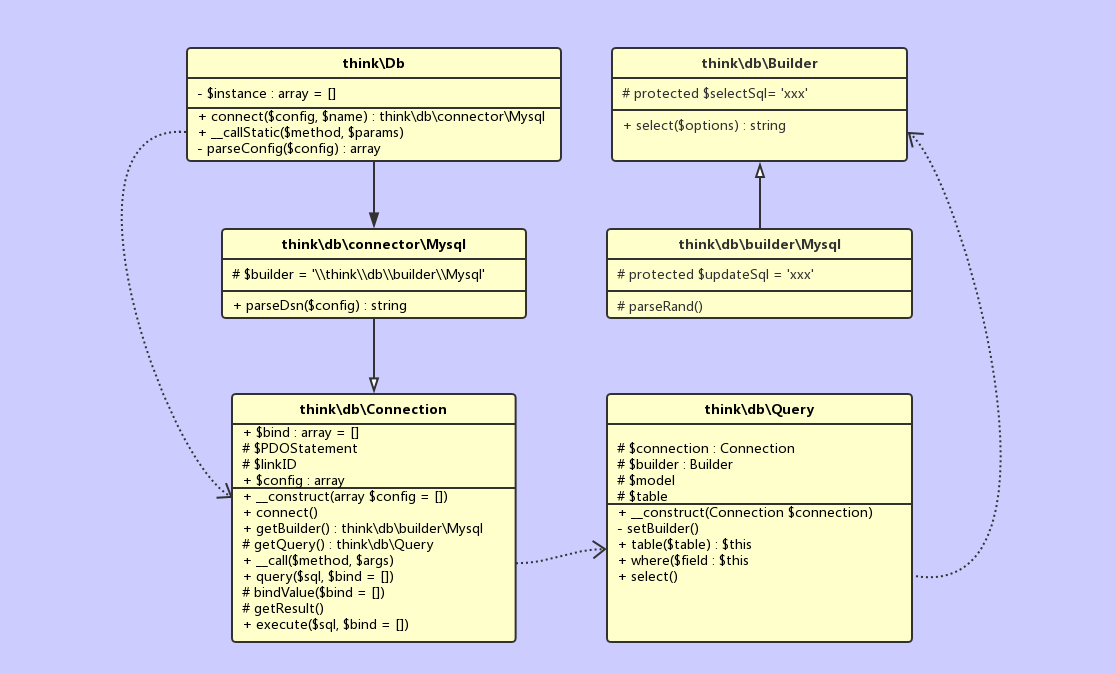 think\Db
- $instance : array = []
+ connect($config, $name) : think\db\connector\Mysql
+ __callStatic($method, $params)
- parseConfig($config) : array
think\db\Builder
# protected $selectSql= 'xxx'
+ select($options) : string
think\db\connector\Mysql
# $builder = '\\think\\db\\builder\\Mysql'
+ parseDsn($config) : string
think\db\builder\Mysql
# protected $updateSql = 'xxx'
# parseRand()
think\db\Connection
+ $bind : array = []
# $PDOStatement
# $linkID
+ $config : array
+ __construct(array $config = [])
+ connect()
+ getBuilder() : think\db\builder\Mysql
# getQuery() : think\db\Query
+ __call($method, $args)
+ query($sql, $bind = [])
# bindValue($bind = [])
# getResult()
+ execute($sql, $bind = [])
think\db\Query
# $connection : Connection
# $builder : Builder
# $model
# $table
+ __construct(Connection $connection)
- setBuilder()
+ table($table) : $this
+ where($field : $this
+ select()